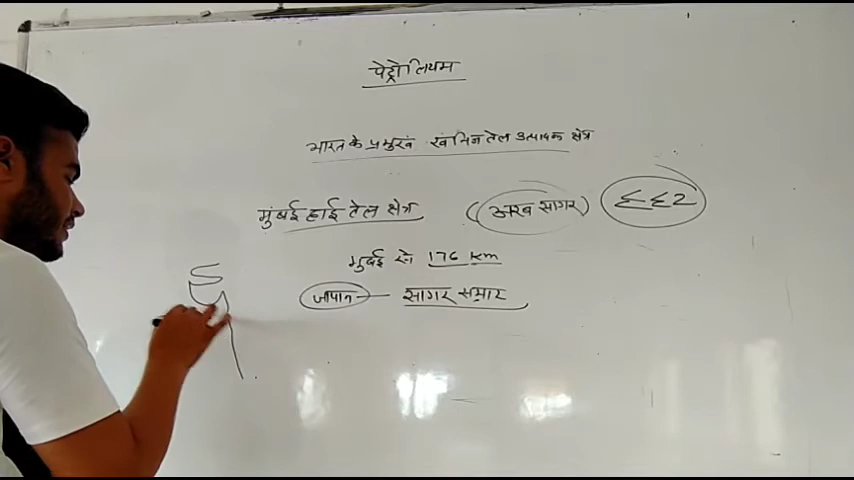 पेट्रोलियम
भारत के प्रमुख खनिज तेल उत्पादक क्षेत्र
मुंबई हाई तेल क्षेत्र (अरब सागर)
मुंबई से 176 km
जापान — सागर सम्राट